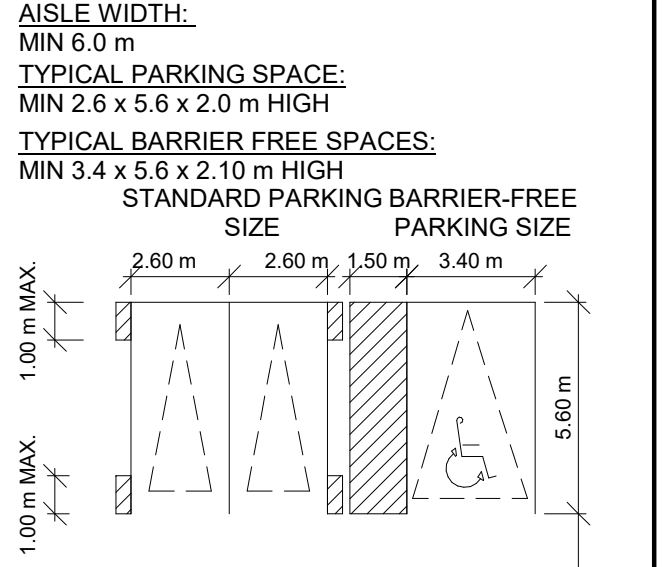 AISLE WIDTH:
MIN 6.0 m
TYPICAL PARKING SPACE:
MIN 2.6 x 5.6 x 2.0 m HIGH
TYPICAL BARRIER FREE SPACES:
MIN 3.4 x 5.6 x 2.10 m HIGH
STANDARD PARKING SIZE
BARRIER-FREE PARKING SIZE
2.60 m 2.60 m 1.50 m 3.40 m
1.00 m MAX.
5.60 m
1.00 m MAX.